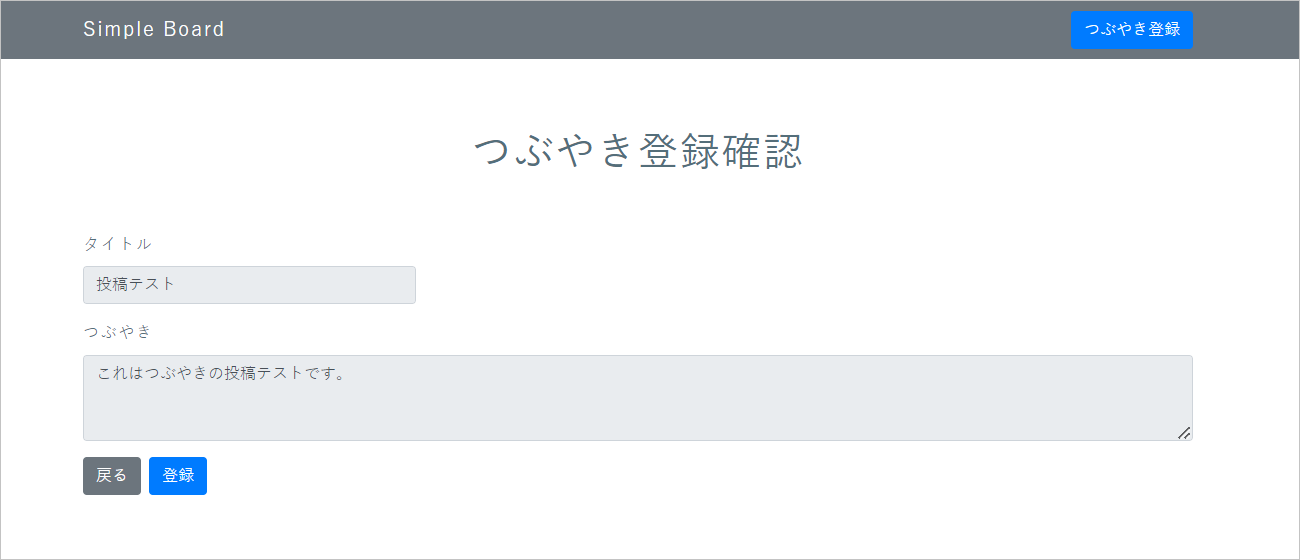 Simple Board
つぶやき登録
つぶやき登録確認
タイトル
投稿テスト
つぶやき
これはつぶやきの投稿テストです。
戻る
登録